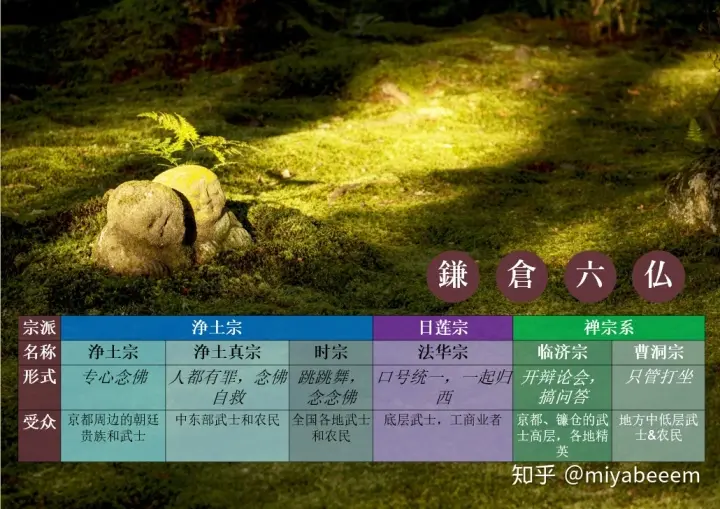 鎌倉六仏
宗派 净土宗 日莲宗 禅宗系
名称 净土宗 净土真宗 时宗 法华宗 临济宗 曹洞宗
形式 专心念佛 人都有罪，念佛自救 跳跳舞，念念佛 口号统一，一起归西 开辩论会，搞问答 只管打坐
受众 京都周边的朝廷贵族和武士 中东部武士和农民 全国各地武士和农民 底层武士，工商业者 京都、镰仓的武士高层，各地精英 地方中低层武士&农民
知乎 @miyabeeem